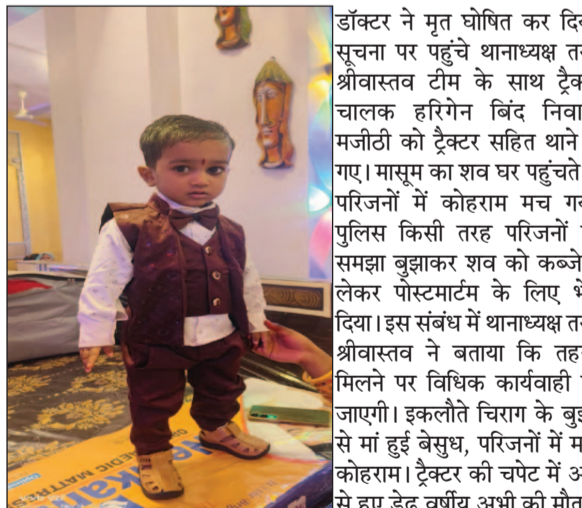 डॉक्टर ने मृत घोषित कर
सूचना पर पहुंचे थानाध्यक्ष
श्रीवास्तव टीम के साथ
चालक हरिगेन बिंद
मजीठी को ट्रैक्टर सहित थाने
गए। मासूम का शव घर पहुंचते
परिजनों में कोहराम मच
पुलिस किसी तरह परिजनों
समझा बुझाकर शव को कब्जे
लेकर पोस्टमार्टम के लिए
दिया। इस संबंध में थानाध्यक्ष
श्रीवास्तव ने बताया कि
मिलने पर विधिक कार्यवाही
जाएगी। इकलौते चिराग के
से मां हुई बेसुध, परिजनों में
कोहराम। ट्रैक्टर की चपेट में
से हुए डेढ़ वर्षीय अभी की मौत